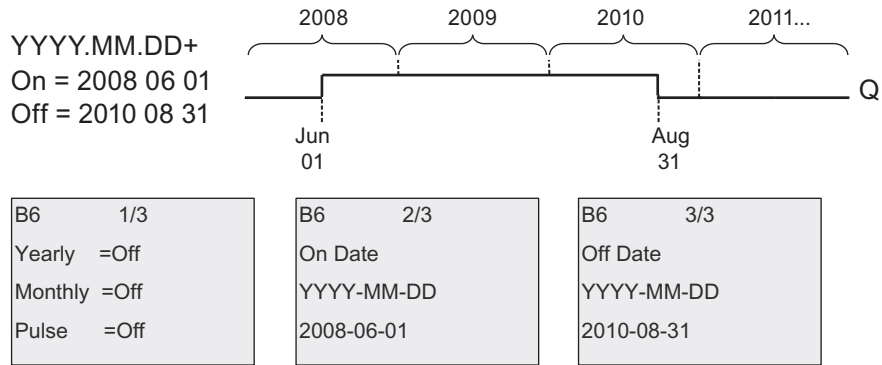 2008 2009 2010 2011...
YYYY.MM.DD+
On = 2008 06 01
Off = 2010 08 31
Q
Jun
01
Aug
31
B6 1/3
Yearly =Off
Monthly =Off
Pulse =Off
B6 2/3
On Date
YYYY-MM-DD
2008-06-01
B6 3/3
Off Date
YYYY-MM-DD
2010-08-31